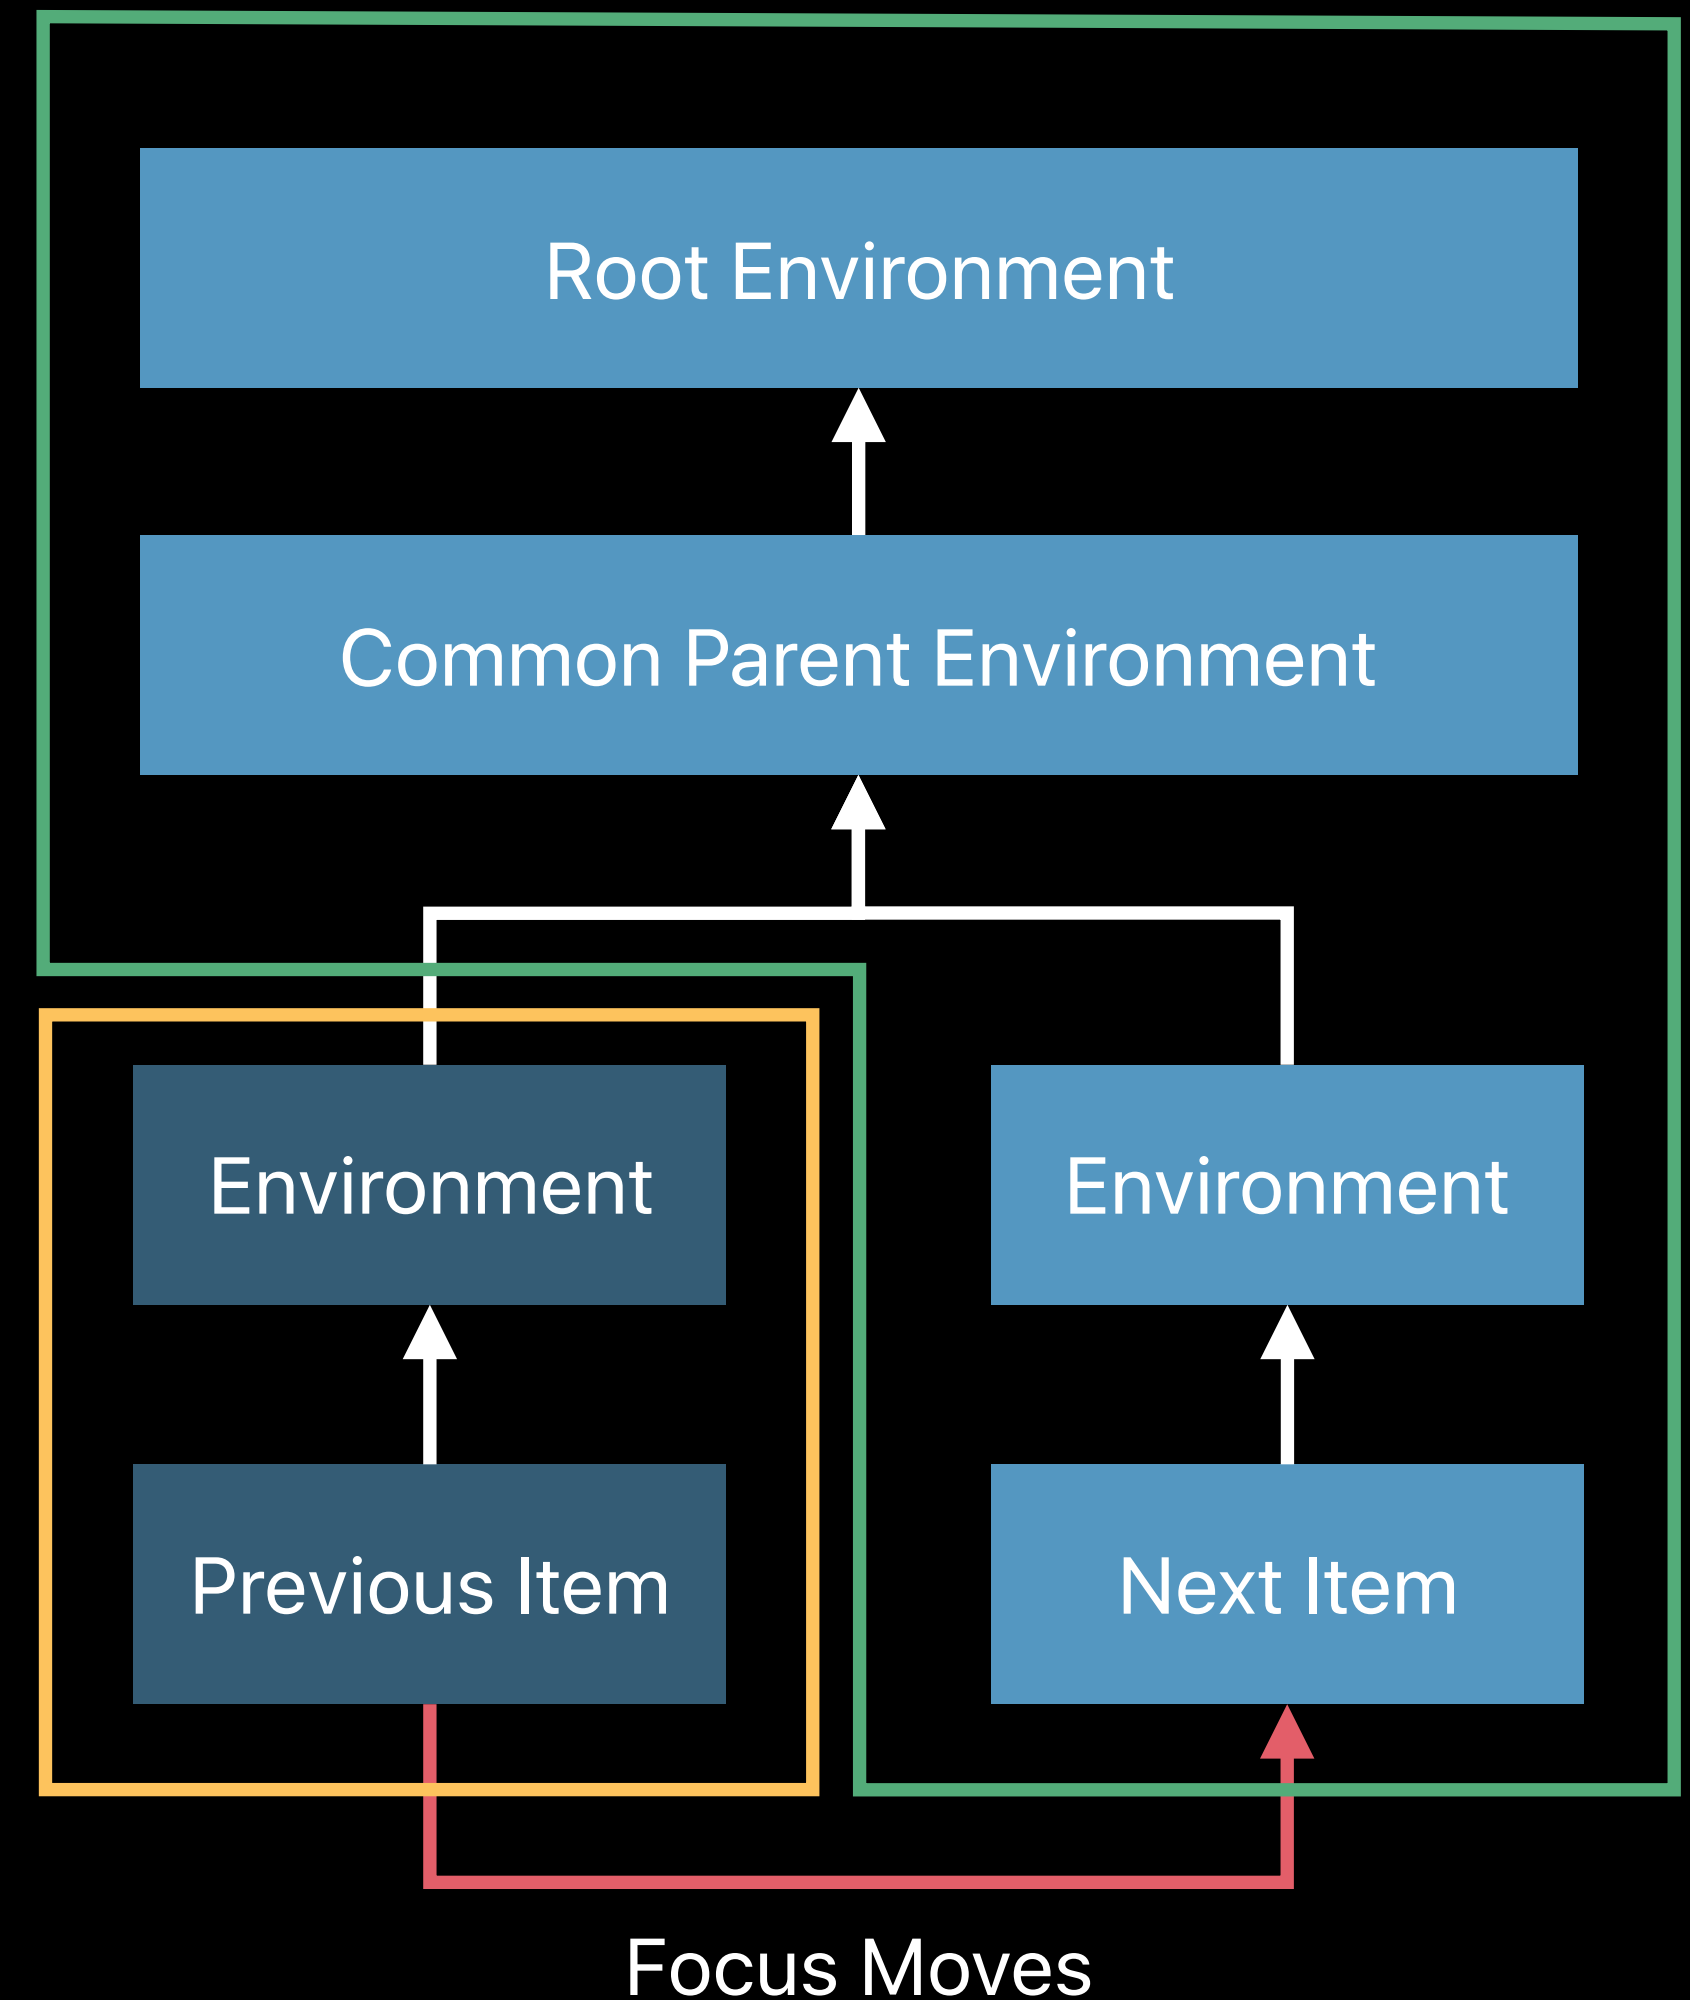 Root Environment
Common Parent Environment
Environment
Environment
Previous Item
Next Item
Focus Moves